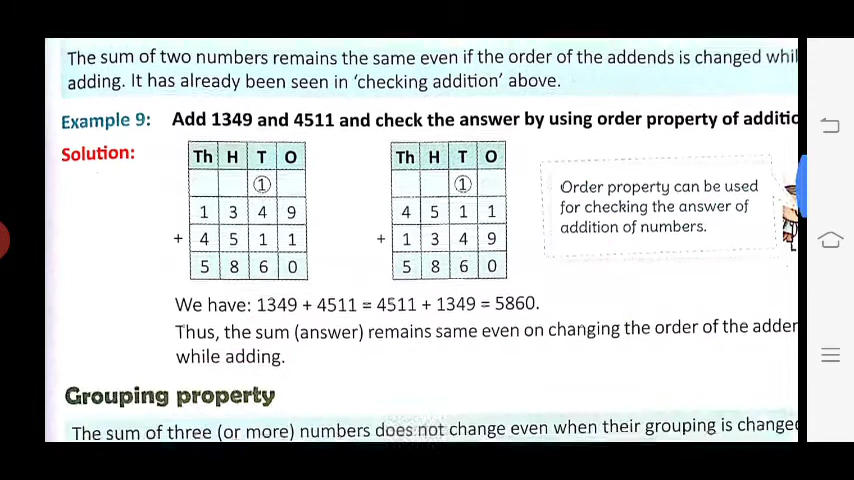 The sum of two numbers remains the same even if the order of the addends is changed whil
adding. It has already been seen in ‘checking addition’ above.
Example 9: Add 1349 and 4511 and check the answer by using order property of additio
Solution:
Th H T O
1
1 3 4 9
+ 4 5 1 1
5 8 6 0
Th H T O
1
4 5 1 1
+ 1 3 4 9
5 8 6 0
Order property can be used
for checking the answer of
addition of numbers.
We have: 1349 + 4511 = 4511 + 1349 = 5860.
Thus, the sum (answer) remains same even on changing the order of the adden
while adding.
Grouping property
The sum of three (or more) numbers does not change even when their grouping is changed